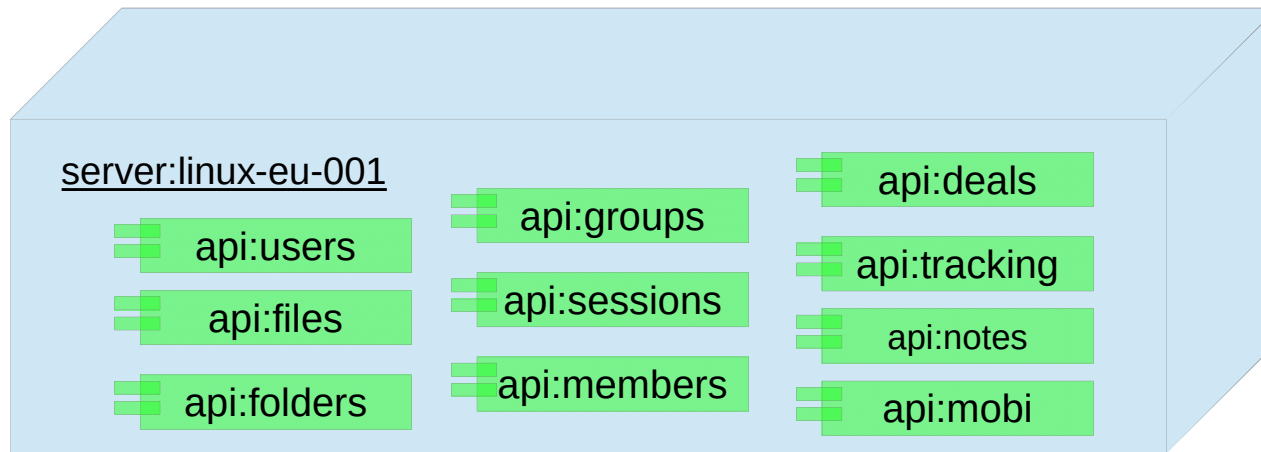 server:linux-eu-001
api:users
api:files
api:folders
api:groups
api:sessions
api:members
api:deals
api:tracking
api:notes
api:mobi